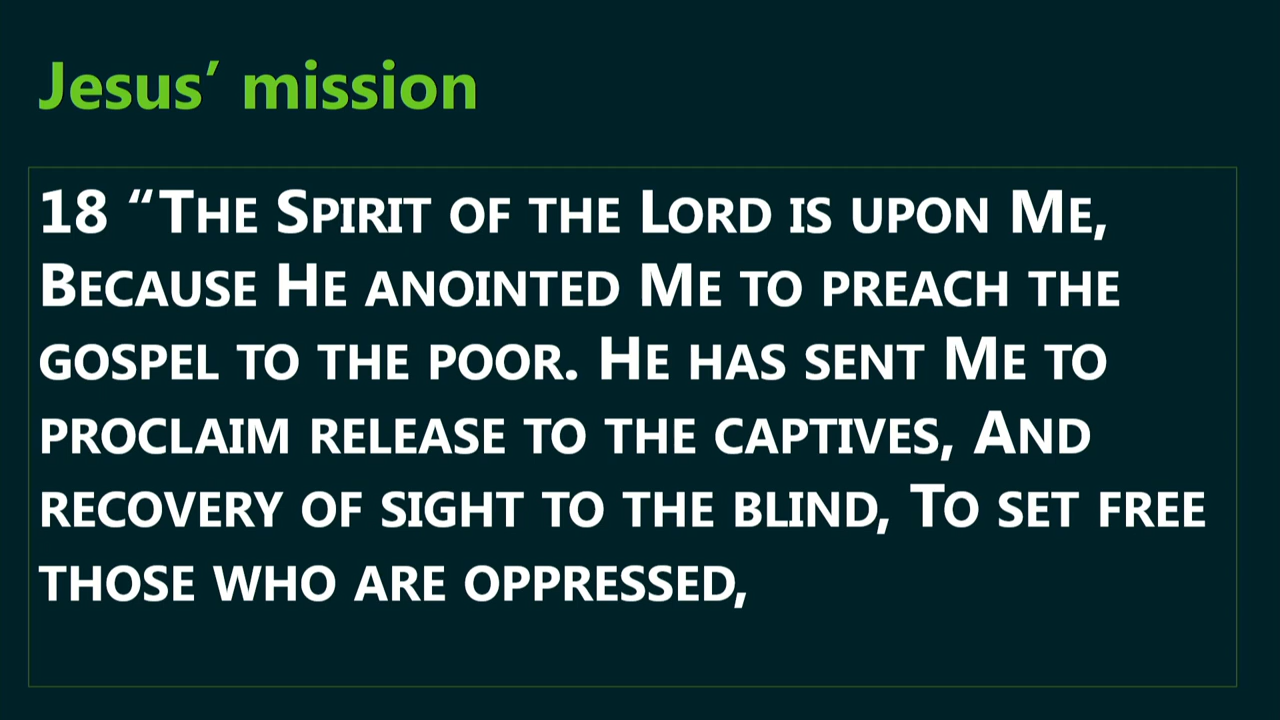 Jesus’ mission
18 “The Spirit of the Lord is upon Me,
Because He anointed Me to preach the
gospel to the poor. He has sent Me to
proclaim release to the captives, And
recovery of sight to the blind, To set free
those who are oppressed,